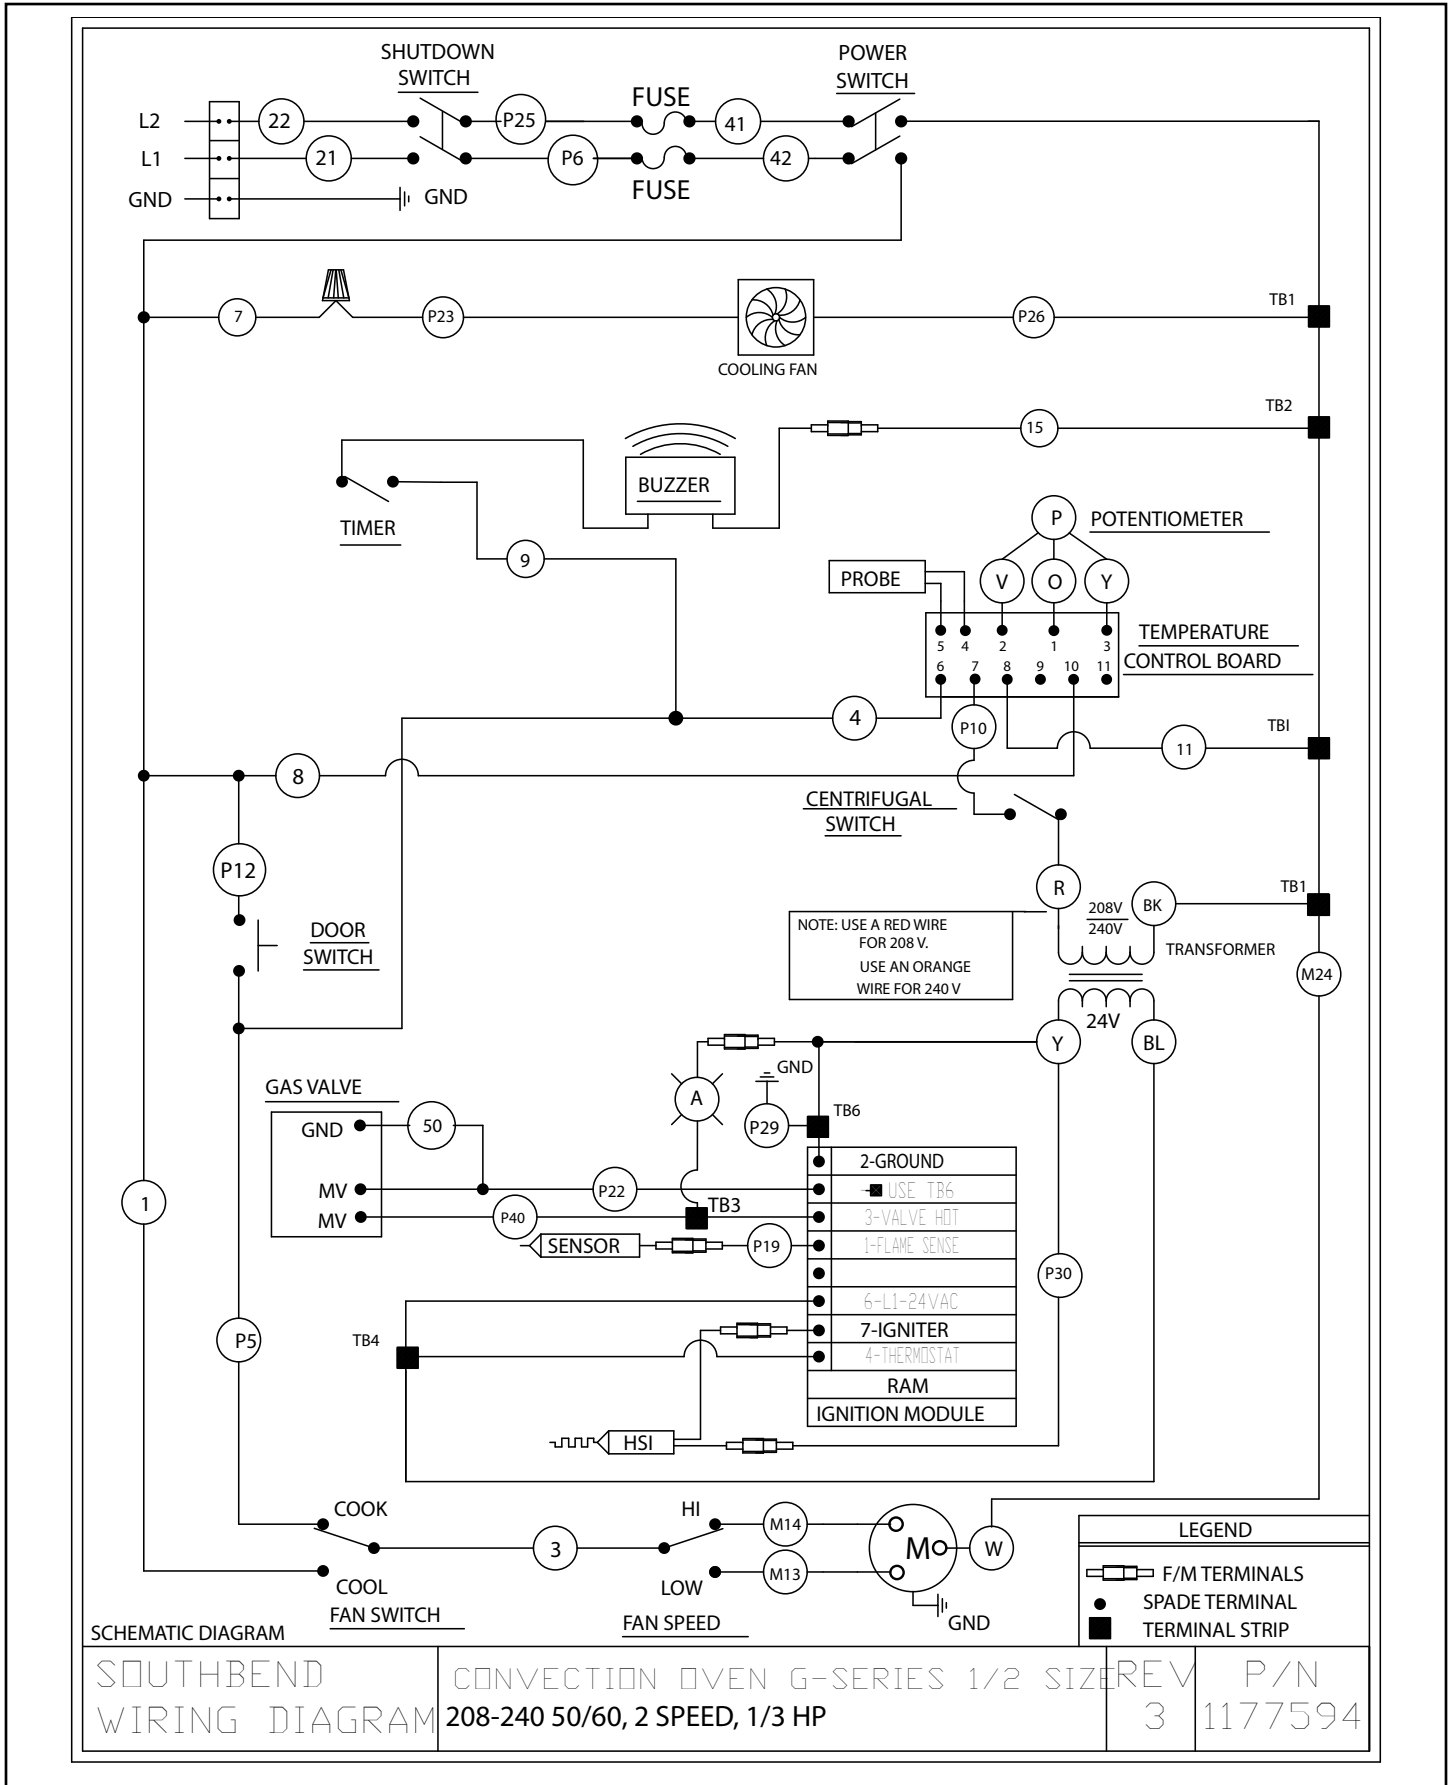 SHUTDOWN
SWITCH
POWER
SWITCH
FUSE
L2
22
P25
41
L1
21
P6
42
FUSE
GND
GND
7
P23
P26
TB1
COOLING FAN
TB2
15
BUZZER
TIMER
P
POTENTIOMETER
9
PROBE
V
O
Y
TEMPERATURE
CONTROL BOARD
5 4 2 1 3
6 7 8 9 10 11
4
P10
TBI
11
8
CENTRIFUGAL
SWITCH
P12
R
BK
TB1
208V
240V
TRANSFORMER
NOTE: USE A RED WIRE
FOR 208 V.
USE AN ORANGE
WIRE FOR 240 V
DOOR
SWITCH
M24
24V
Y
BL
GND
GAS VALVE
A
TB6
P29
GND
50
2-GROUND
MV
P22
USE TB6
MV
P40
TB3
3-VALVE HOT
1
SENSOR
P19
1-FLAME SENSE
P30
6-L1-24VAC
P5
TB4
7-IGNITER
4-THERMOSTAT
RAM
IGNITION MODULE
HSI
COOK
HI
M14
3
M
W
COOL
LOW
M13
FAN SWITCH
FAN SPEED
GND
LEGEND
F/M TERMINALS
SPADE TERMINAL
TERMINAL STRIP
SCHEMATIC DIAGRAM
SOUTHBEND
WIRING DIAGRAM
CONVECTION OVEN G-SERIES 1/2 SIZE
208-240 50/60, 2 SPEED, 1/3 HP
REV
3
P/N
1177594